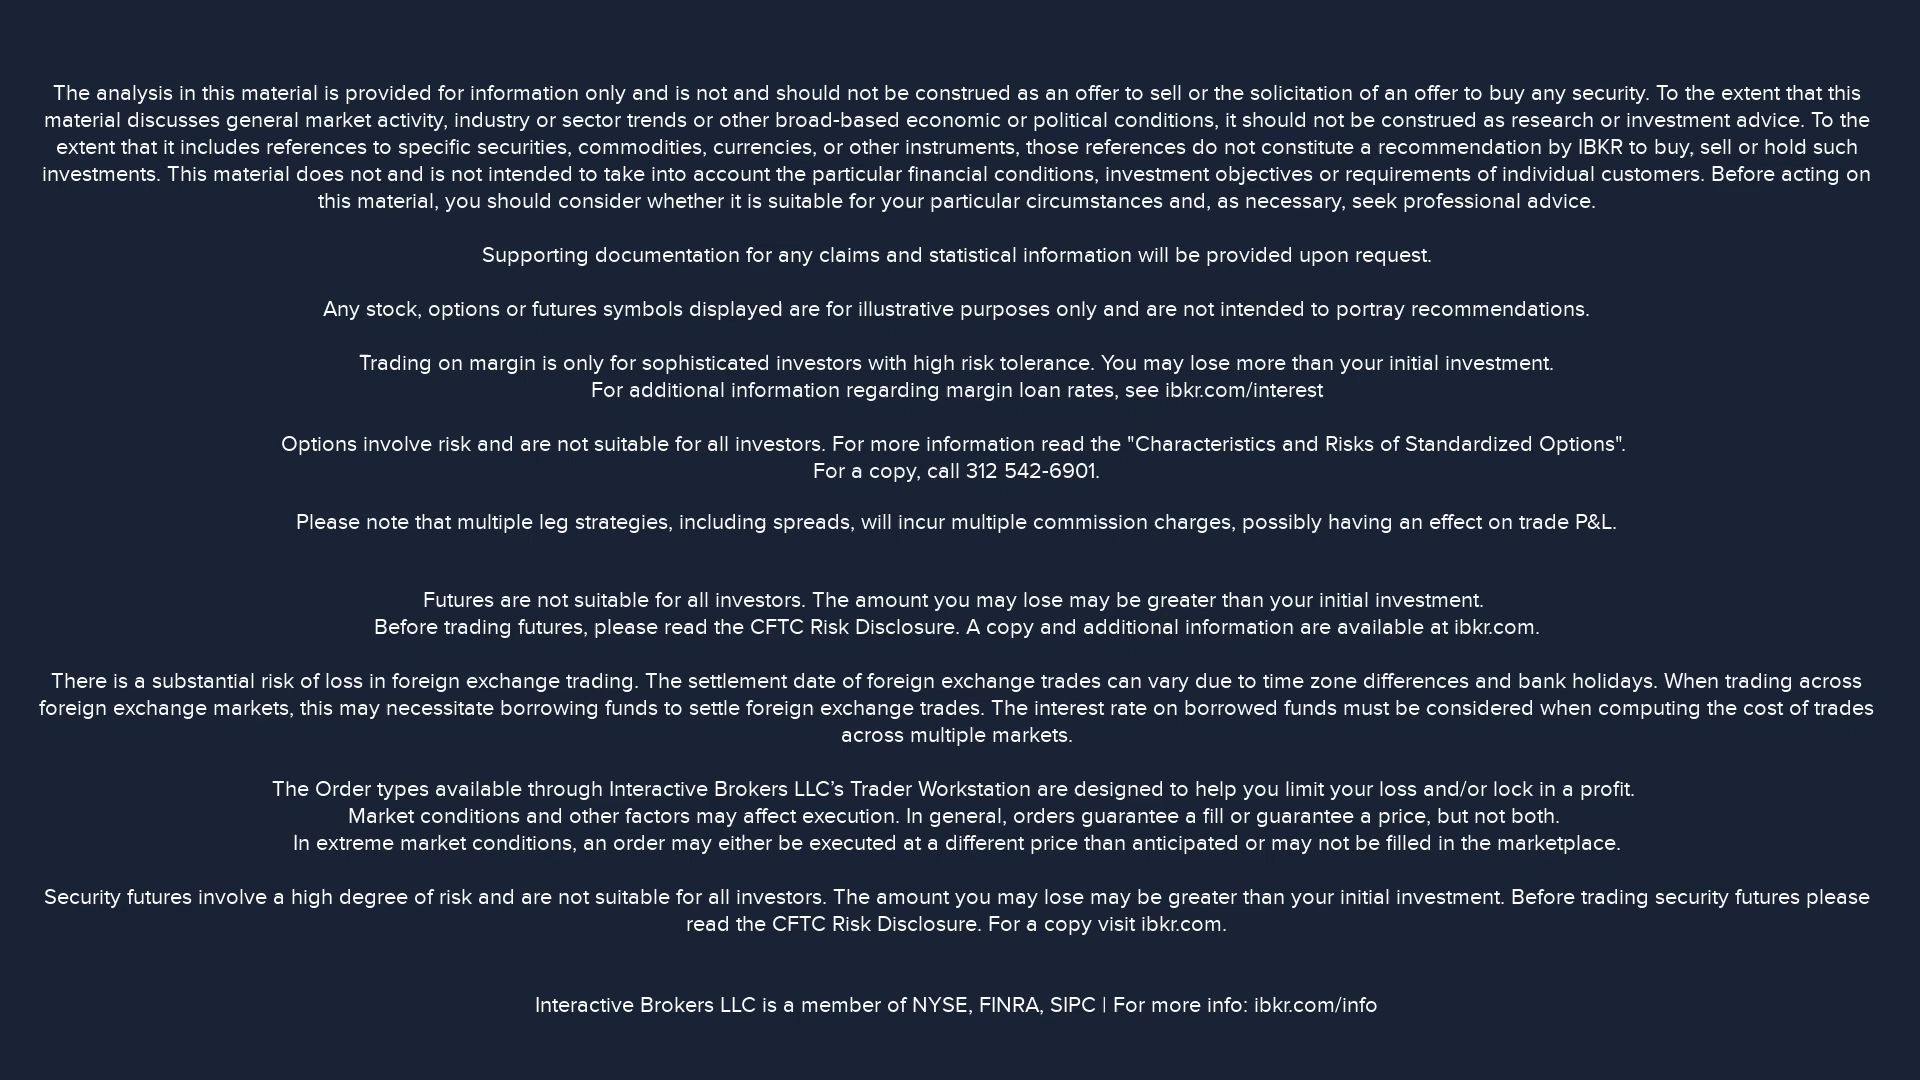 The analysis in this material is provided for information only and is not and should not be construed as an offer to sell or the solicitation of an offer to buy any security. To the extent that this
material discusses general market activity, industry or sector trends or other broad-based economic or political conditions, it should not be construed as research or investment advice. To the
extent that it includes references to specific securities, commodities, currencies, or other instruments, those references do not constitute a recommendation by IBKR to buy, sell or hold such
investments. This material does not and is not intended to take into account the particular financial conditions, investment objectives or requirements of individual customers. Before acting on
this material, you should consider whether it is suitable for your particular circumstances and, as necessary, seek professional advice.
Supporting documentation for any claims and statistical information will be provided upon request.
Any stock, options or futures symbols displayed are for illustrative purposes only and are not intended to portray recommendations.
Trading on margin is only for sophisticated investors with high risk tolerance. You may lose more than your initial investment.
For additional information regarding margin loan rates, see ibkr.com/interest
Options involve risk and are not suitable for all investors. For more information read the "Characteristics and Risks of Standardized Options".
For a copy, call 312 542-6901.
Please note that multiple leg strategies, including spreads, will incur multiple commission charges, possibly having an effect on trade P&L.
Futures are not suitable for all investors. The amount you may lose may be greater than your initial investment.
Before trading futures, please read the CFTC Risk Disclosure. A copy and additional information are available at ibkr.com.
There is a substantial risk of loss in foreign exchange trading. The settlement date of foreign exchange trades can vary due to time zone differences and bank holidays. When trading across
foreign exchange markets, this may necessitate borrowing funds to settle foreign exchange trades. The interest rate on borrowed funds must be considered when computing the cost of trades
across multiple markets.
The Order types available through Interactive Brokers LLC’s Trader Workstation are designed to help you limit your loss and/or lock in a profit.
Market conditions and other factors may affect execution. In general, orders guarantee a fill or guarantee a price, but not both.
In extreme market conditions, an order may either be executed at a different price than anticipated or may not be filled in the marketplace.
Security futures involve a high degree of risk and are not suitable for all investors. The amount you may lose may be greater than your initial investment. Before trading security futures please
read the CFTC Risk Disclosure. For a copy visit ibkr.com.
Interactive Brokers LLC is a member of NYSE, FINRA, SIPC | For more info: ibkr.com/info